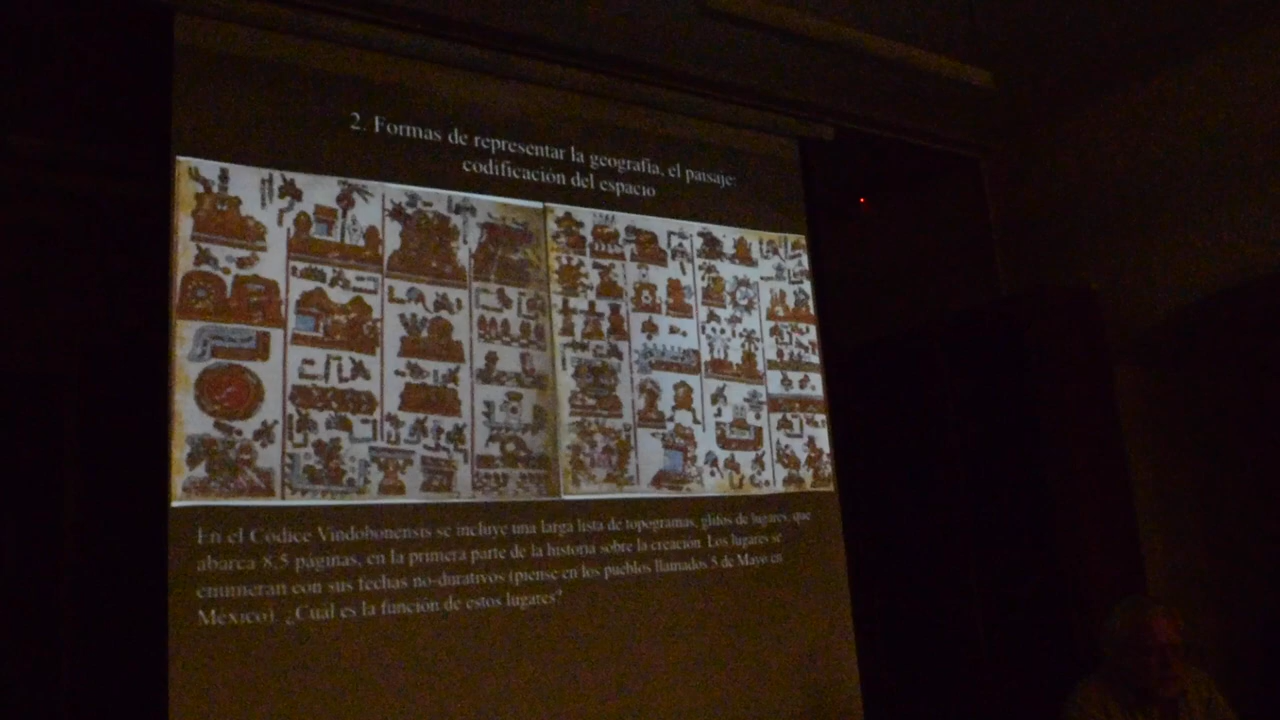 2. Formas de representar la geografía, el paisaje:
codificación del espacio
En el Códice Vindobonensis se incluye una larga lista de topogramas, glifos de lugares, que
abarca 8.5 páginas, en la primera parte de la historia sobre la creación. Los lugares se
enumeran con sus fechas no-durativos (piense en los pueblos llamados 5 de Mayo en
México). ¿Cuál es la función de estos lugares?